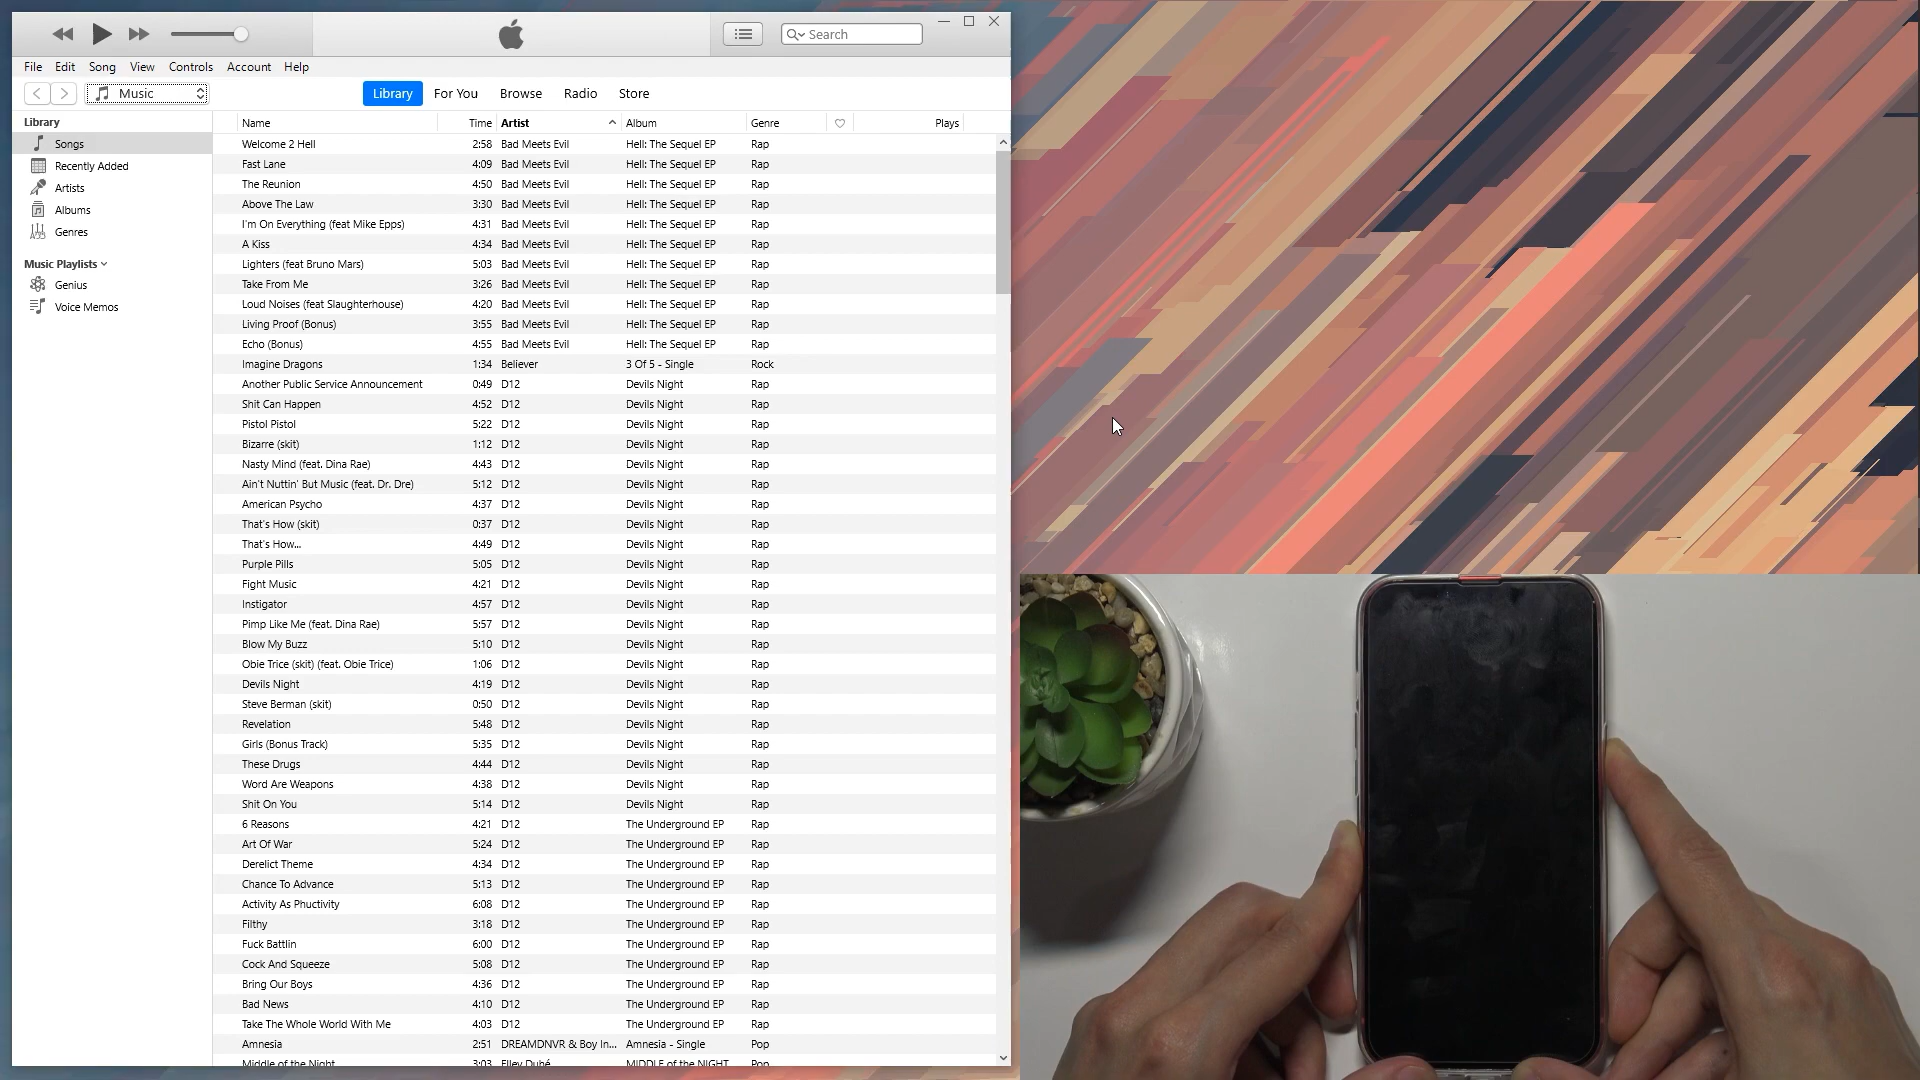 Search
File Edit Song View Controls Account Help
Music Library For You Browse Radio Store
Library
Songs
Recently Added
Artists
Albums
Genres
Music Playlists
Genius
Voice Memos
Name Time Artist Album Genre Plays
Welcome 2 Hell 2:58 Bad Meets Evil Hell: The Sequel EP Rap
Fast Lane 4:09 Bad Meets Evil Hell: The Sequel EP Rap
The Reunion 4:50 Bad Meets Evil Hell: The Sequel EP Rap
Above The Law 3:30 Bad Meets Evil Hell: The Sequel EP Rap
I'm On Everything (feat Mike Epps) 4:31 Bad Meets Evil Hell: The Sequel EP Rap
A Kiss 4:34 Bad Meets Evil Hell: The Sequel EP Rap
Lighters (feat Bruno Mars) 5:03 Bad Meets Evil Hell: The Sequel EP Rap
Take From Me 3:26 Bad Meets Evil Hell: The Sequel EP Rap
Loud Noises (feat Slaughterhouse) 4:20 Bad Meets Evil Hell: The Sequel EP Rap
Living Proof (Bonus) 3:55 Bad Meets Evil Hell: The Sequel EP Rap
Echo (Bonus) 4:55 Bad Meets Evil Hell: The Sequel EP Rap
Imagine Dragons 1:34 Believer 3 Of 5 - Single Rock
Another Public Service Announcement 0:49 D12 Devils Night Rap
Shit Can Happen 4:52 D12 Devils Night Rap
Pistol Pistol 5:22 D12 Devils Night Rap
Bizarre (skit) 1:12 D12 Devils Night Rap
Nasty Mind (feat. Dina Rae) 4:43 D12 Devils Night Rap
Ain't Nuttin' But Music (feat. Dr. Dre) 5:12 D12 Devils Night Rap
American Psycho 4:37 D12 Devils Night Rap
That's How (skit) 0:37 D12 Devils Night Rap
That's How... 4:49 D12 Devils Night Rap
Purple Pills 5:05 D12 Devils Night Rap
Fight Music 4:21 D12 Devils Night Rap
Instigator 4:57 D12 Devils Night Rap
Pimp Like Me (feat. Dina Rae) 5:57 D12 Devils Night Rap
Blow My Buzz 5:10 D12 Devils Night Rap
Obie Trice (skit) (feat. Obie Trice) 1:06 D12 Devils Night Rap
Devils Night 4:19 D12 Devils Night Rap
Steve Berman (skit) 0:50 D12 Devils Night Rap
Revelation 5:48 D12 Devils Night Rap
Girls (Bonus Track) 5:35 D12 Devils Night Rap
These Drugs 4:44 D12 Devils Night Rap
Word Are Weapons 4:38 D12 Devils Night Rap
Shit On You 5:14 D12 Devils Night Rap
6 Reasons 4:21 D12 The Underground EP Rap
Art Of War 5:24 D12 The Underground EP Rap
Derelict Theme 4:34 D12 The Underground EP Rap
Chance To Advance 5:13 D12 The Underground EP Rap
Activity As Phuctivity 6:08 D12 The Underground EP Rap
Filthy 3:18 D12 The Underground EP Rap
Fuck Battlin 6:00 D12 The Underground EP Rap
Cock And Squeeze 5:08 D12 The Underground EP Rap
Bring Our Boys 4:36 D12 The Underground EP Rap
Bad News 4:10 D12 The Underground EP Rap
Take The Whole World With Me 4:03 D12 The Underground EP Rap
Amnesia 2:51 DREAMDNVR & Boy In... Amnesia - Single Pop
Middle of the Night 3:03 Elley Duhé MIDDLE of the NIGHT Pop